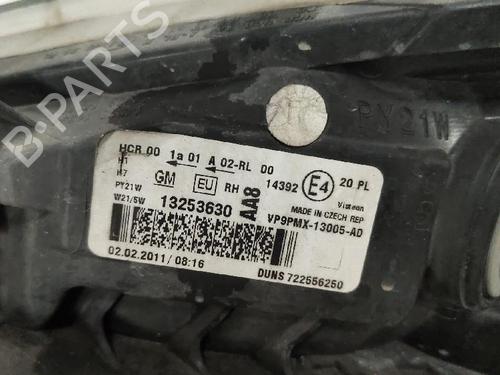 PY21W
HCR 00 1a 01 A 02-RL 00
H1
H7
PY21W
W21/5W
GM EU RH 14392 E4 20 PL
Visteon
MADE IN CZECH REP
13253630 AA8 VP9PMX-13005-AD
02.02.2011/08:16
DUNS 722556250
B-PARTS